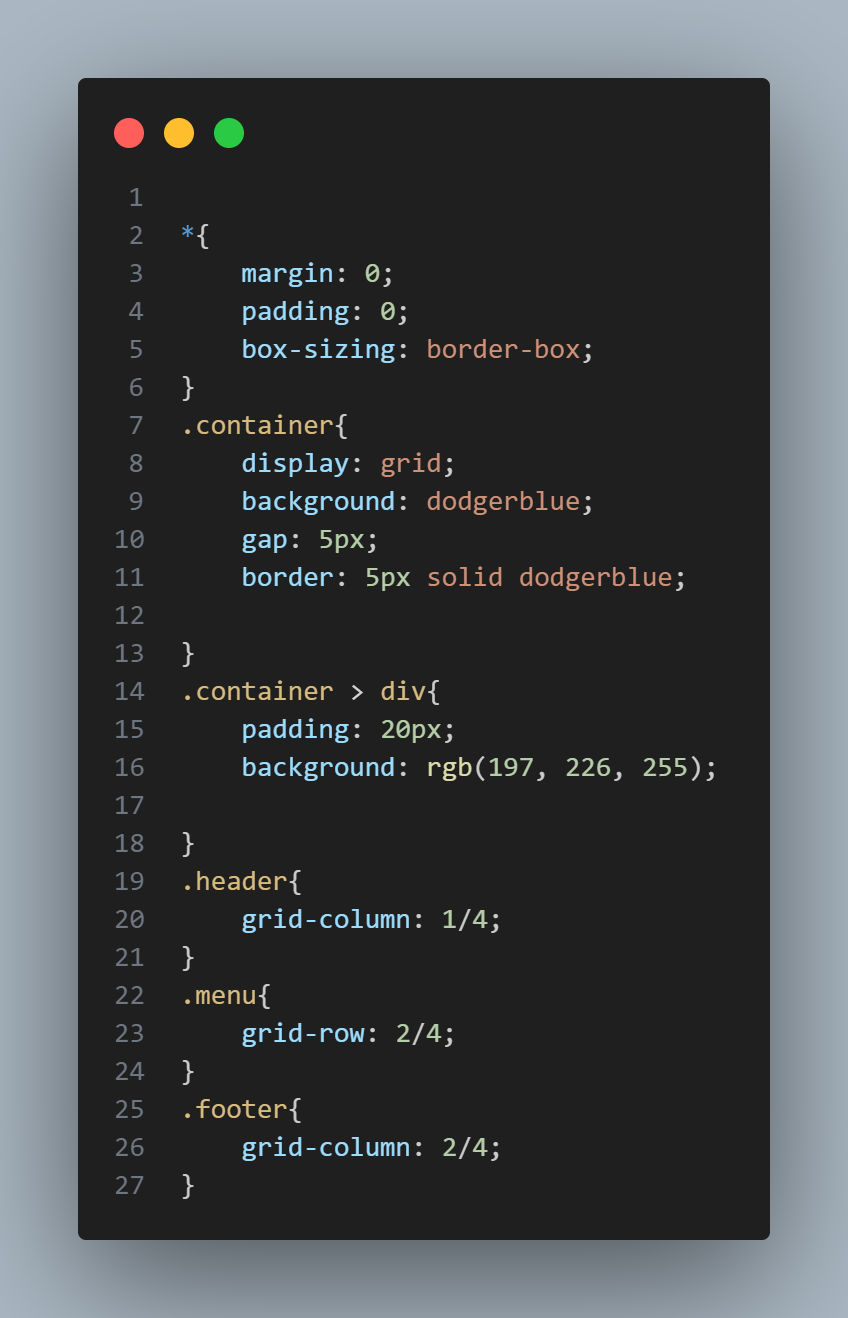 1
2 *{
3     margin: 0;
4     padding: 0;
5     box-sizing: border-box;
6 }
7 .container{
8     display: grid;
9     background: dodgerblue;
10     gap: 5px;
11     border: 5px solid dodgerblue;
12
13 }
14 .container > div{
15     padding: 20px;
16     background: rgb(197, 226, 255);
17
18 }
19 .header{
20     grid-column: 1/4;
21 }
22 .menu{
23     grid-row: 2/4;
24 }
25 .footer{
26     grid-column: 2/4;
27 }